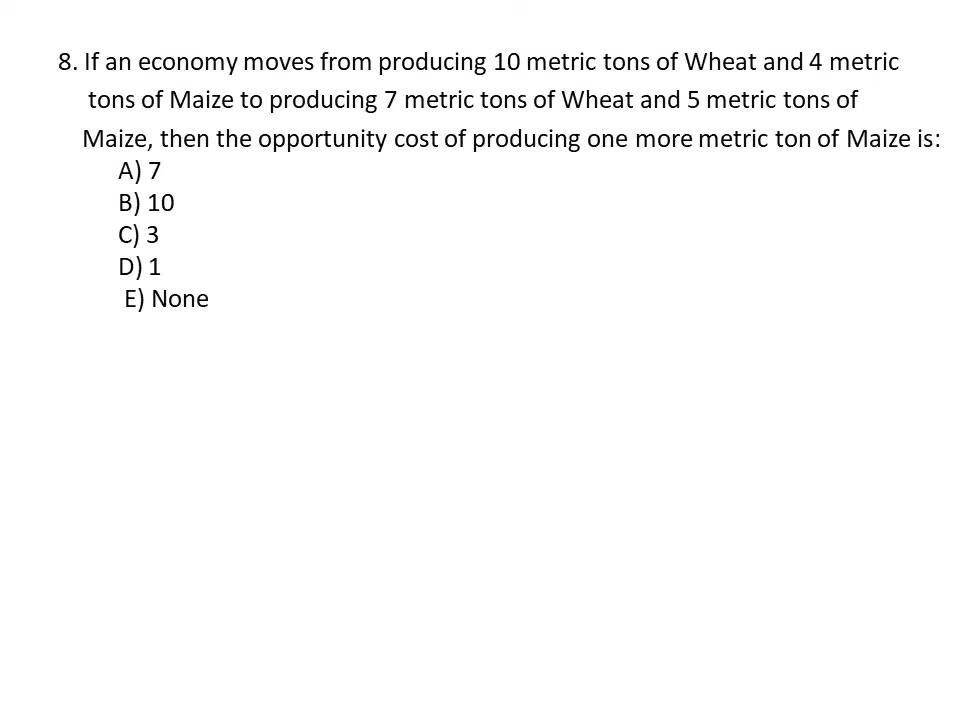 8. If an economy moves from producing 10 metric tons of Wheat and 4 metric
tons of Maize to producing 7 metric tons of Wheat and 5 metric tons of
Maize, then the opportunity cost of producing one more metric ton of Maize is:
A) 7
B) 10
C) 3
D) 1
E) None